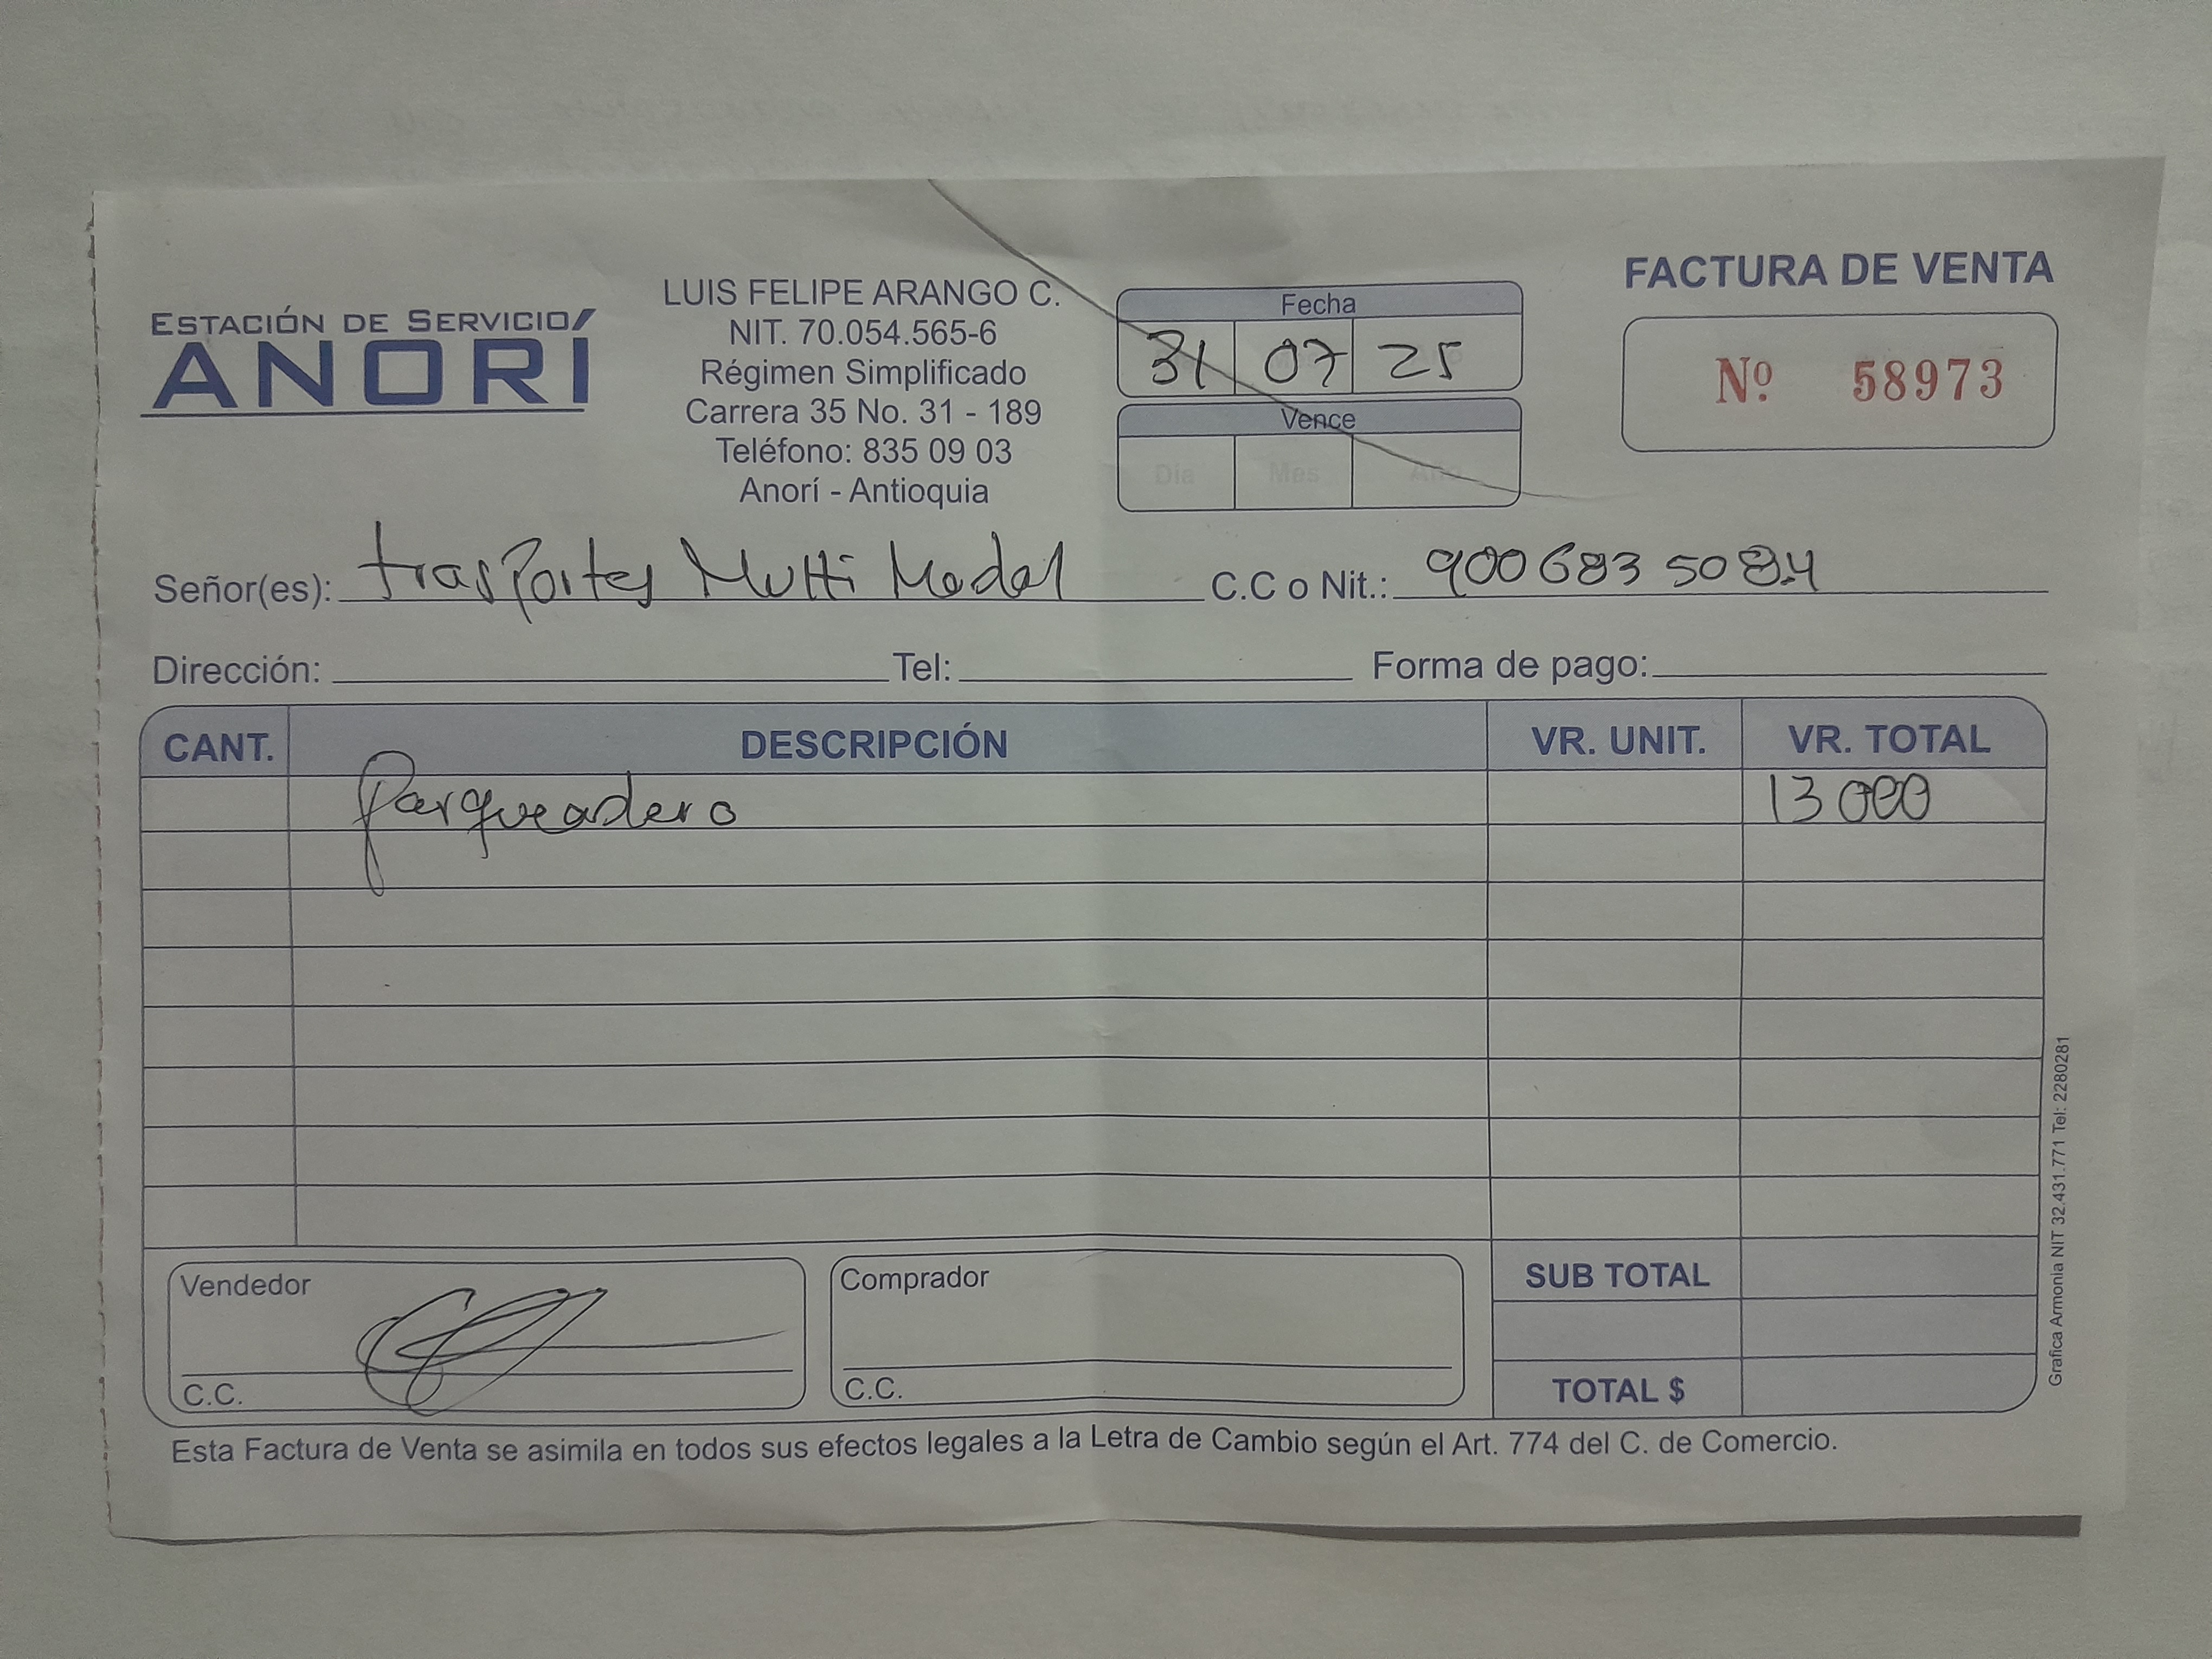 ESTACIÓN DE SERVICIO
ANORÍ
LUIS FELIPE ARANGO C.
NIT. 70.054.565-6
Régimen Simplificado
Carrera 35 No. 31 - 189
Teléfono: 835 09 03
Anorí - Antioquia
Fecha
31 07 25
Vence
Dia Mes Año
FACTURA DE VENTA
Nº 58973
Señor(es): trasPortes Multi Modal C.C o Nit.: 900683508.4
Dirección: Tel: Forma de pago:
CANT. DESCRIPCIÓN VR. UNIT. VR. TOTAL
Parqueadero 13000
Vendedor
C.C.
Comprador
C.C.
SUB TOTAL
TOTAL $
Esta Factura de Venta se asimila en todos sus efectos legales a la Letra de Cambio según el Art. 774 del C. de Comercio.
Grafica Armonia NIT 32.431.771 Tel: 2280281